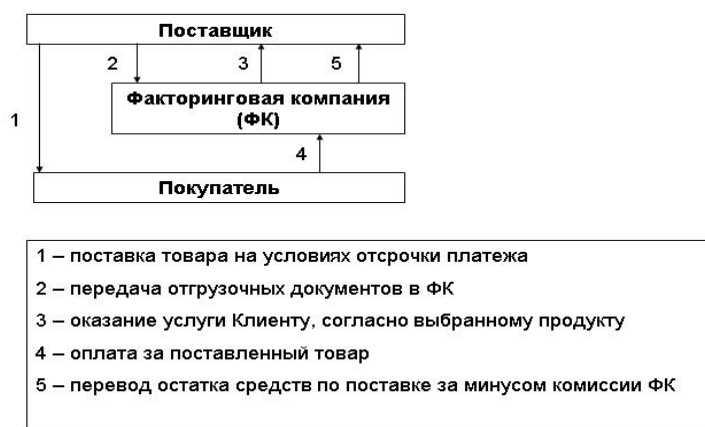 Поставщик
2
3
5
Факторинговая компания
(ФК)
1
4
Покупатель
1 – поставка товара на условиях отсрочки платежа
2 – передача отгрузочных документов в ФК
3 – оказание услуги Клиенту, согласно выбранному продукту
4 – оплата за поставленный товар
5 – перевод остатка средств по поставке за минусом комиссии ФК